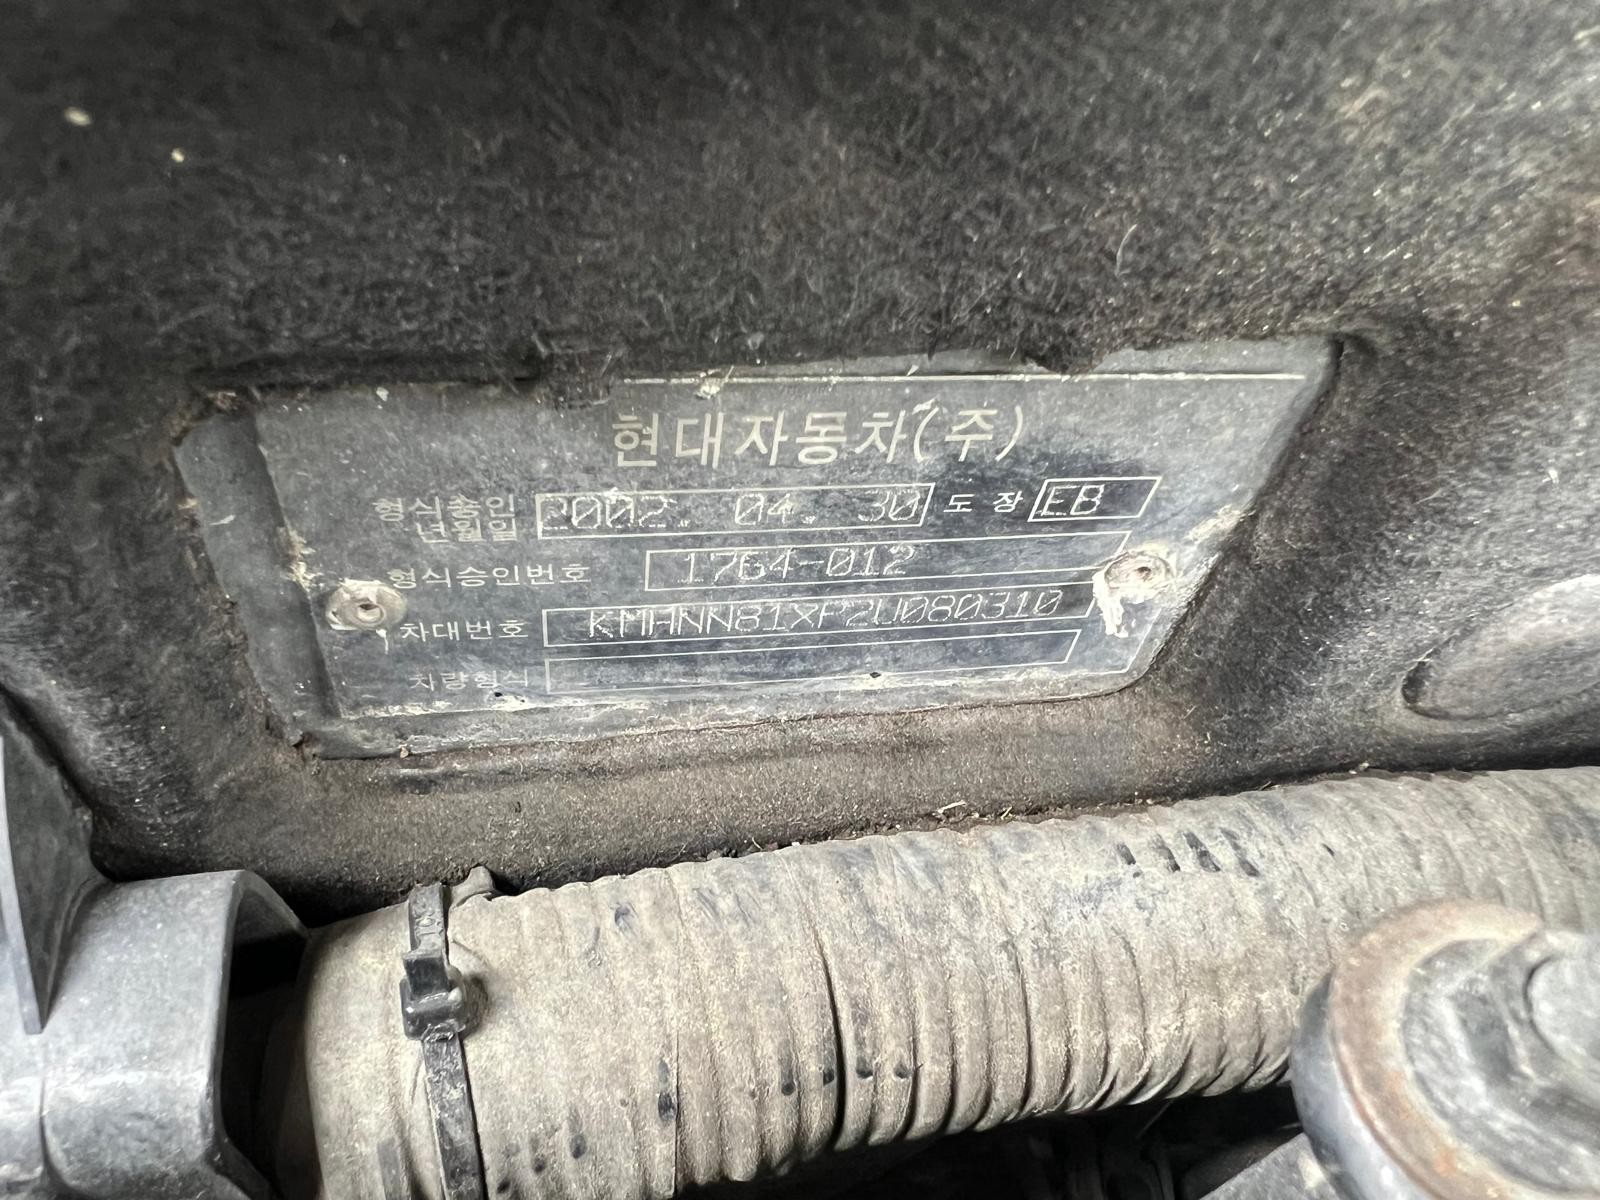 현대자동차(주)
형식승인 년월일 2002. 04. 30 도장 EB
형식승인번호 1764-012
차대번호 KMHNN81XP2U080310
차량형식